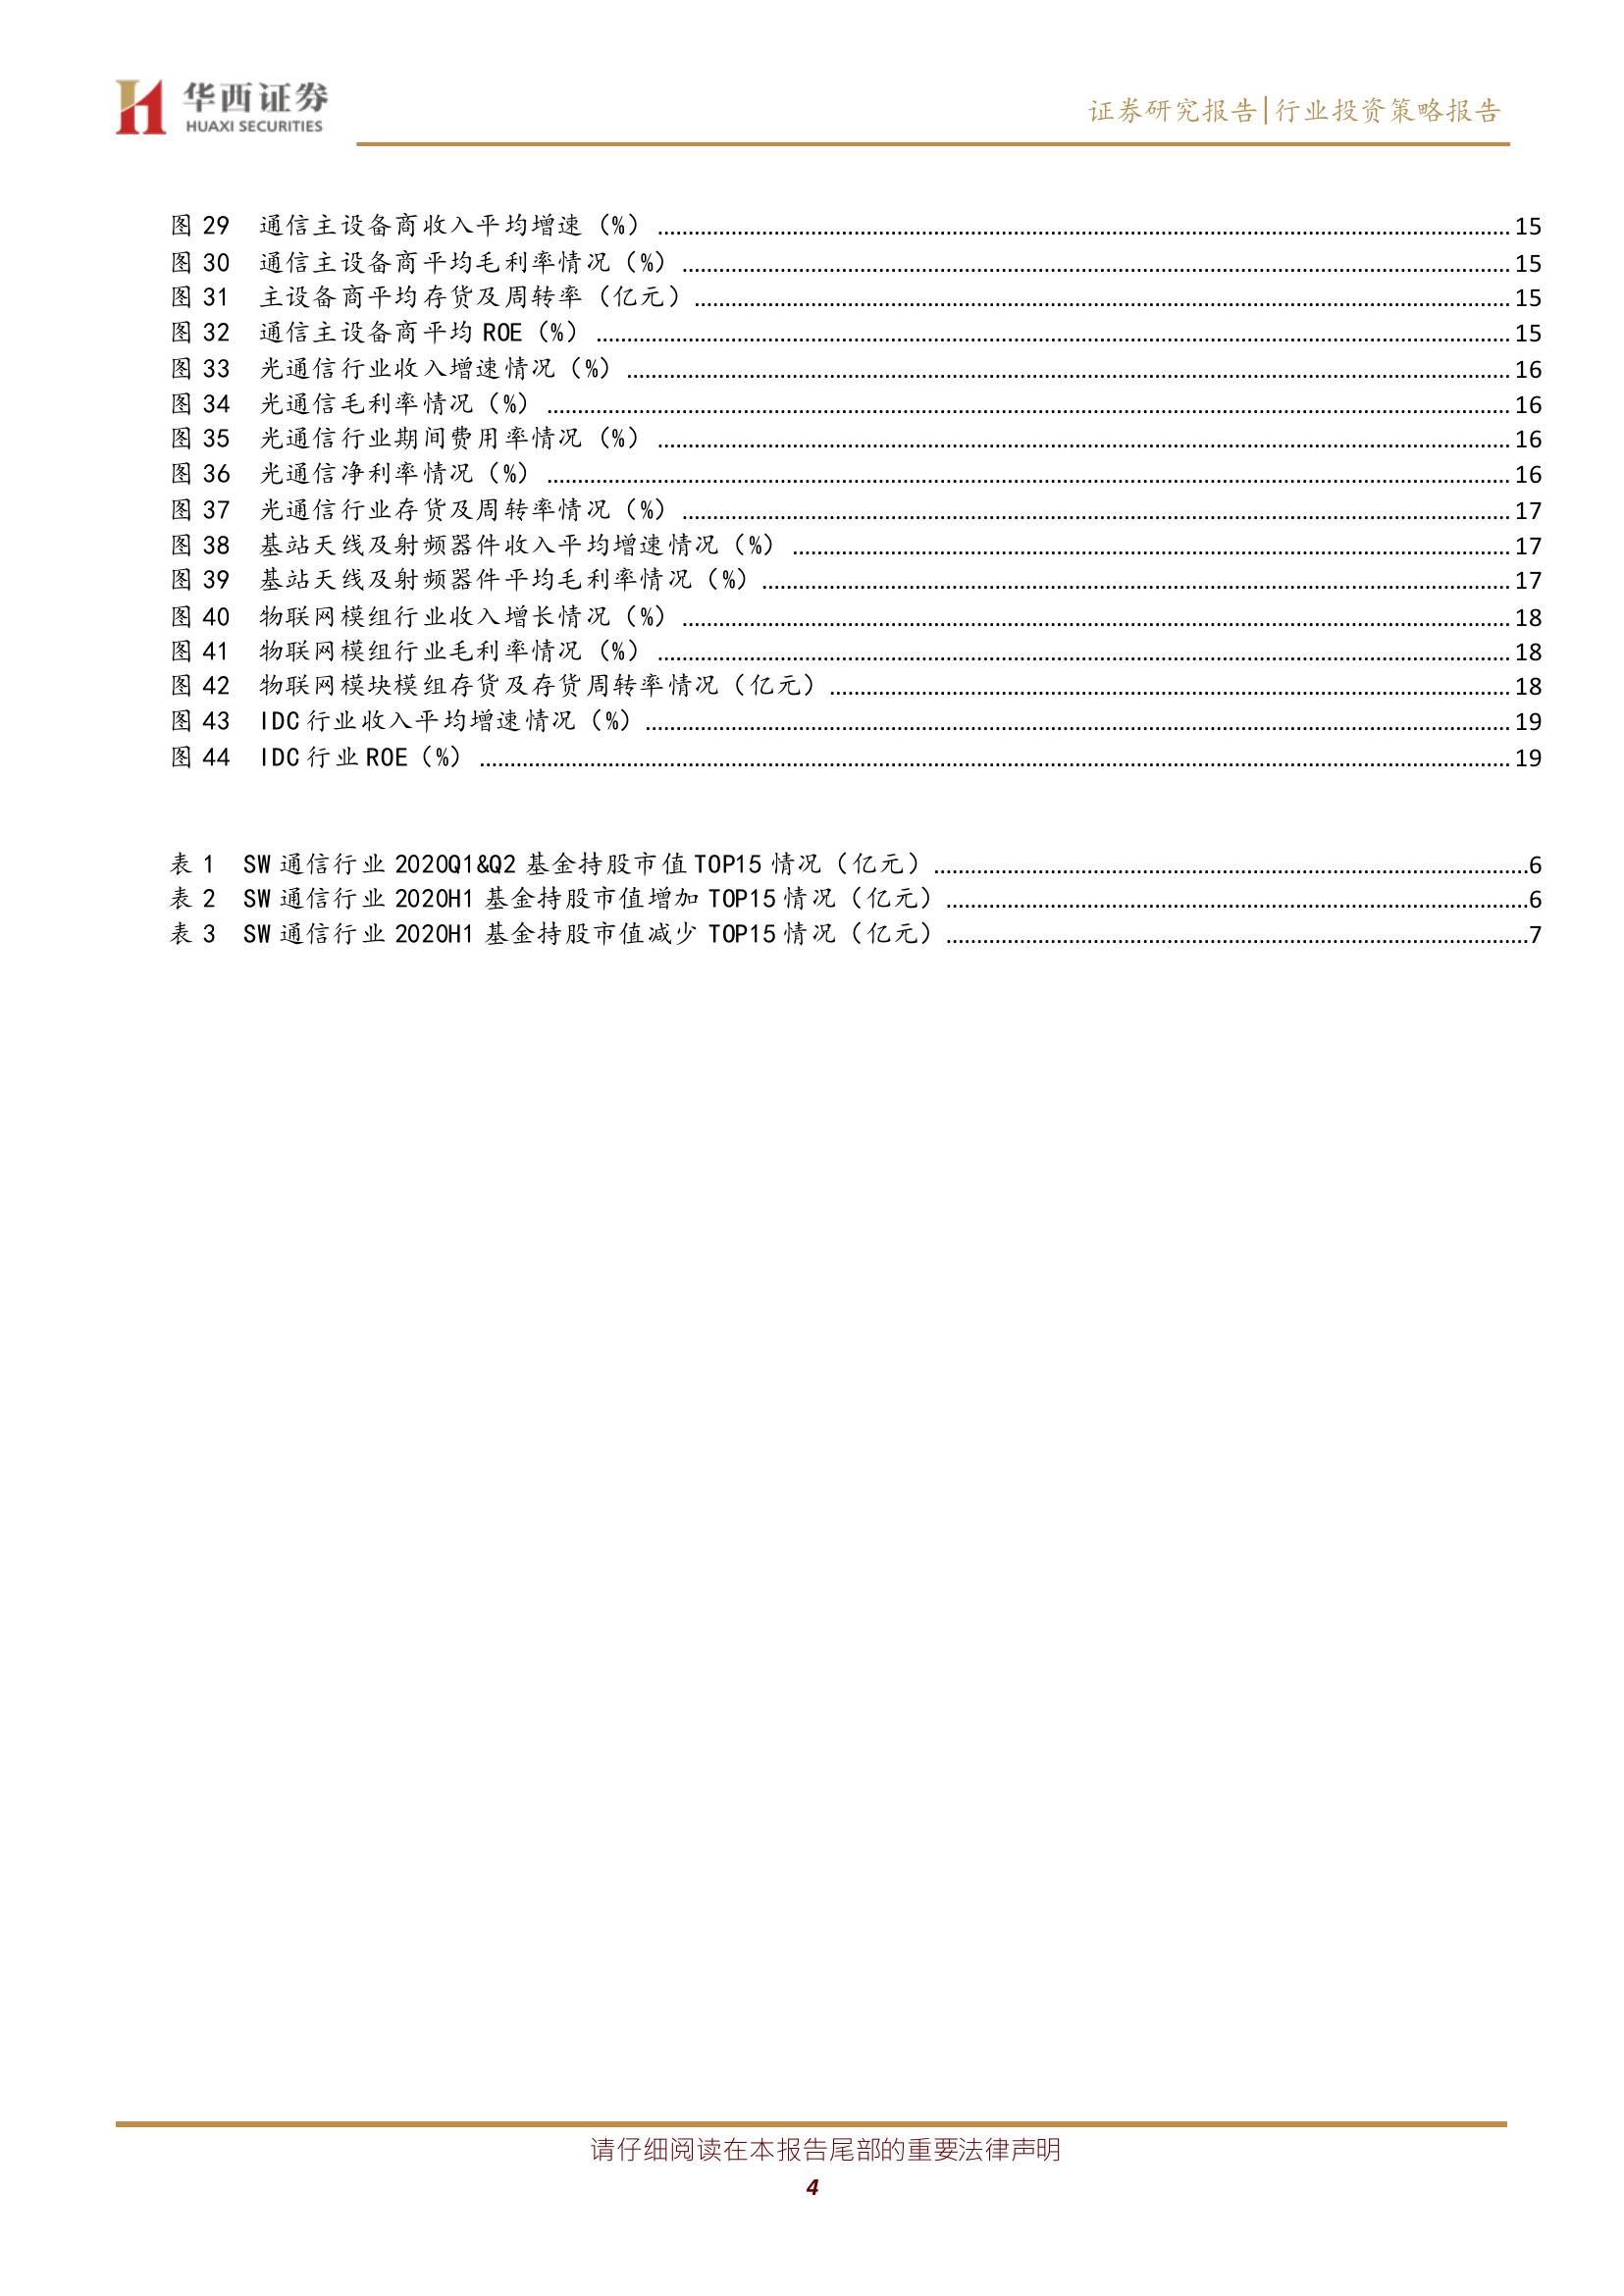 华西证券
HUAXI SECURITIES
证券研究报告|行业投资策略报告
图 29 通信主设备商收入平均增速（%）........15
图 30 通信主设备商平均毛利率情况（%）........15
图 31 主设备商平均存货及周转率（亿元）........15
图 32 通信主设备商平均 ROE（%）........15
图 33 光通信行业收入增速情况（%）........16
图 34 光通信毛利率情况（%）........16
图 35 光通信行业期间费用率情况（%）........16
图 36 光通信净利率情况（%）........16
图 37 光通信行业存货及周转率情况（%）........17
图 38 基站天线及射频器件收入平均增速情况（%）........17
图 39 基站天线及射频器件平均毛利率情况（%）........17
图 40 物联网模组行业收入增长情况（%）........18
图 41 物联网模组行业毛利率情况（%）........18
图 42 物联网模块模组存货及存货周转率情况（亿元）........18
图 43 IDC 行业收入平均增速情况（%）........19
图 44 IDC 行业 ROE（%）........19
表 1 SW 通信行业 2020Q1&Q2 基金持股市值 TOP15 情况（亿元）........6
表 2 SW 通信行业 2020H1 基金持股市值增加 TOP15 情况（亿元）........6
表 3 SW 通信行业 2020H1 基金持股市值减少 TOP15 情况（亿元）........7
请仔细阅读在本报告尾部的重要法律声明
4